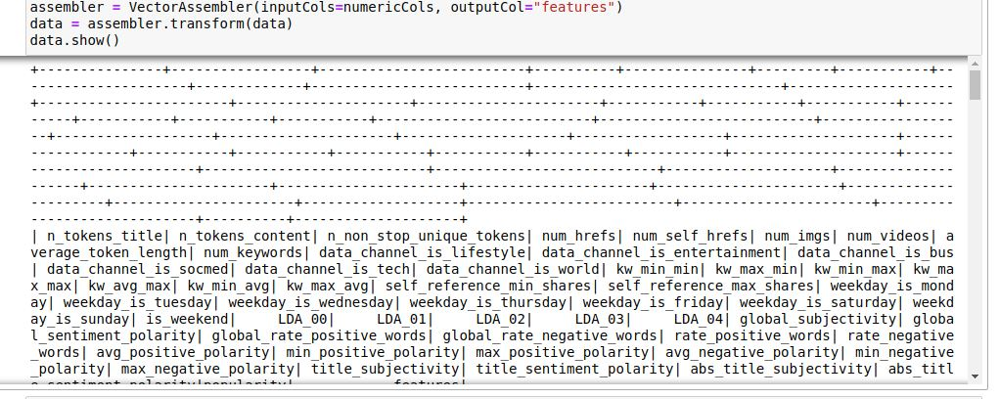 assembler = VectorAssembler(inputCols=numericCols, outputCol="features")
data = assembler.transform(data)
data.show()
| n_tokens_title| n_tokens_content| n_non_stop_unique_tokens| num_hrefs| num_self_hrefs| num_imgs| num_videos| a
verage_token_length| num_keywords| data_channel_is_lifestyle| data_channel_is_entertainment| data_channel_is_bus
| data_channel_is_socmed| data_channel_is_tech| data_channel_is_world| kw_min_min| kw_max_min| kw_min_max| kw_ma
x_max| kw_avg_max| kw_min_avg| kw_max_avg| self_reference_min_shares| self_reference_max_shares| weekday_is_mond
ay| weekday_is_tuesday| weekday_is_wednesday| weekday_is_thursday| weekday_is_friday| weekday_is_saturday| weekd
ay_is_sunday| is_weekend| LDA_00| LDA_01| LDA_02| LDA_03| LDA_04| global_subjectivity| globa
l_sentiment_polarity| global_rate_positive_words| global_rate_negative_words| rate_positive_words| rate_negative
_words| avg_positive_polarity| min_positive_polarity| max_positive_polarity| avg_negative_polarity| min_negative
_polarity| max_negative_polarity| title_subjectivity| title_sentiment_polarity| abs_title_subjectivity| abs_titl
e_sentiment_polarity|popularity| features|